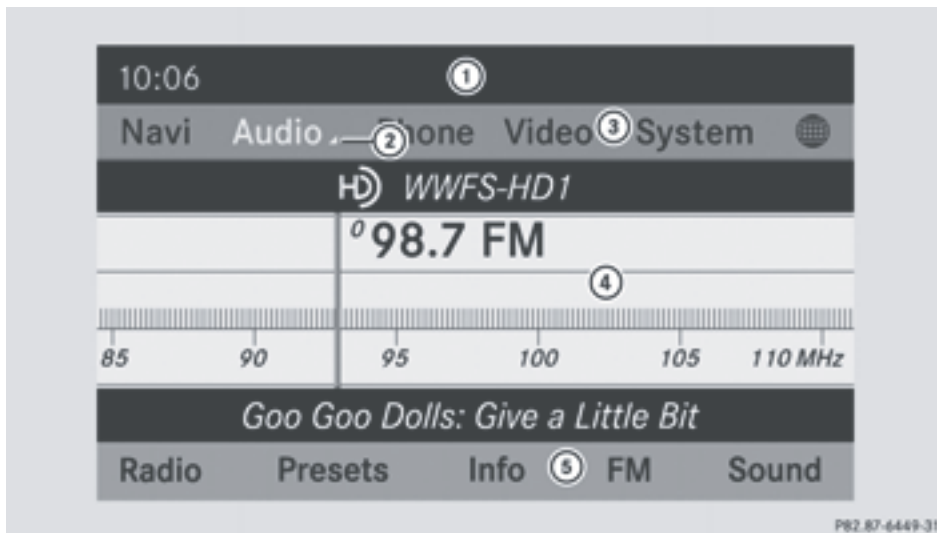 10:06 1
Navi Audio 2 Phone Video 3 System
HD WWFS-HD1
0 98.7 FM
4
85 90 95 100 105 110 MHz
Goo Goo Dolls: Give a Little Bit
Radio Presets Info 5 FM Sound
P82.87-6449-31